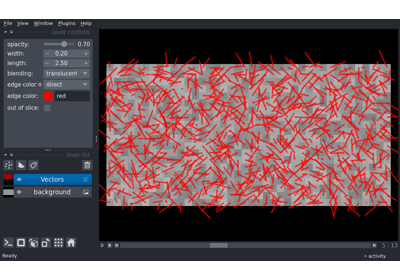 File View Window Plugins Help
layer controls
opacity: 0.70
width: 0.20
length: 2.50
blending: translucent
edge color m direct
edge color: red
out of slice:
layer list
Vectors
background
0 5 13
Ready activity